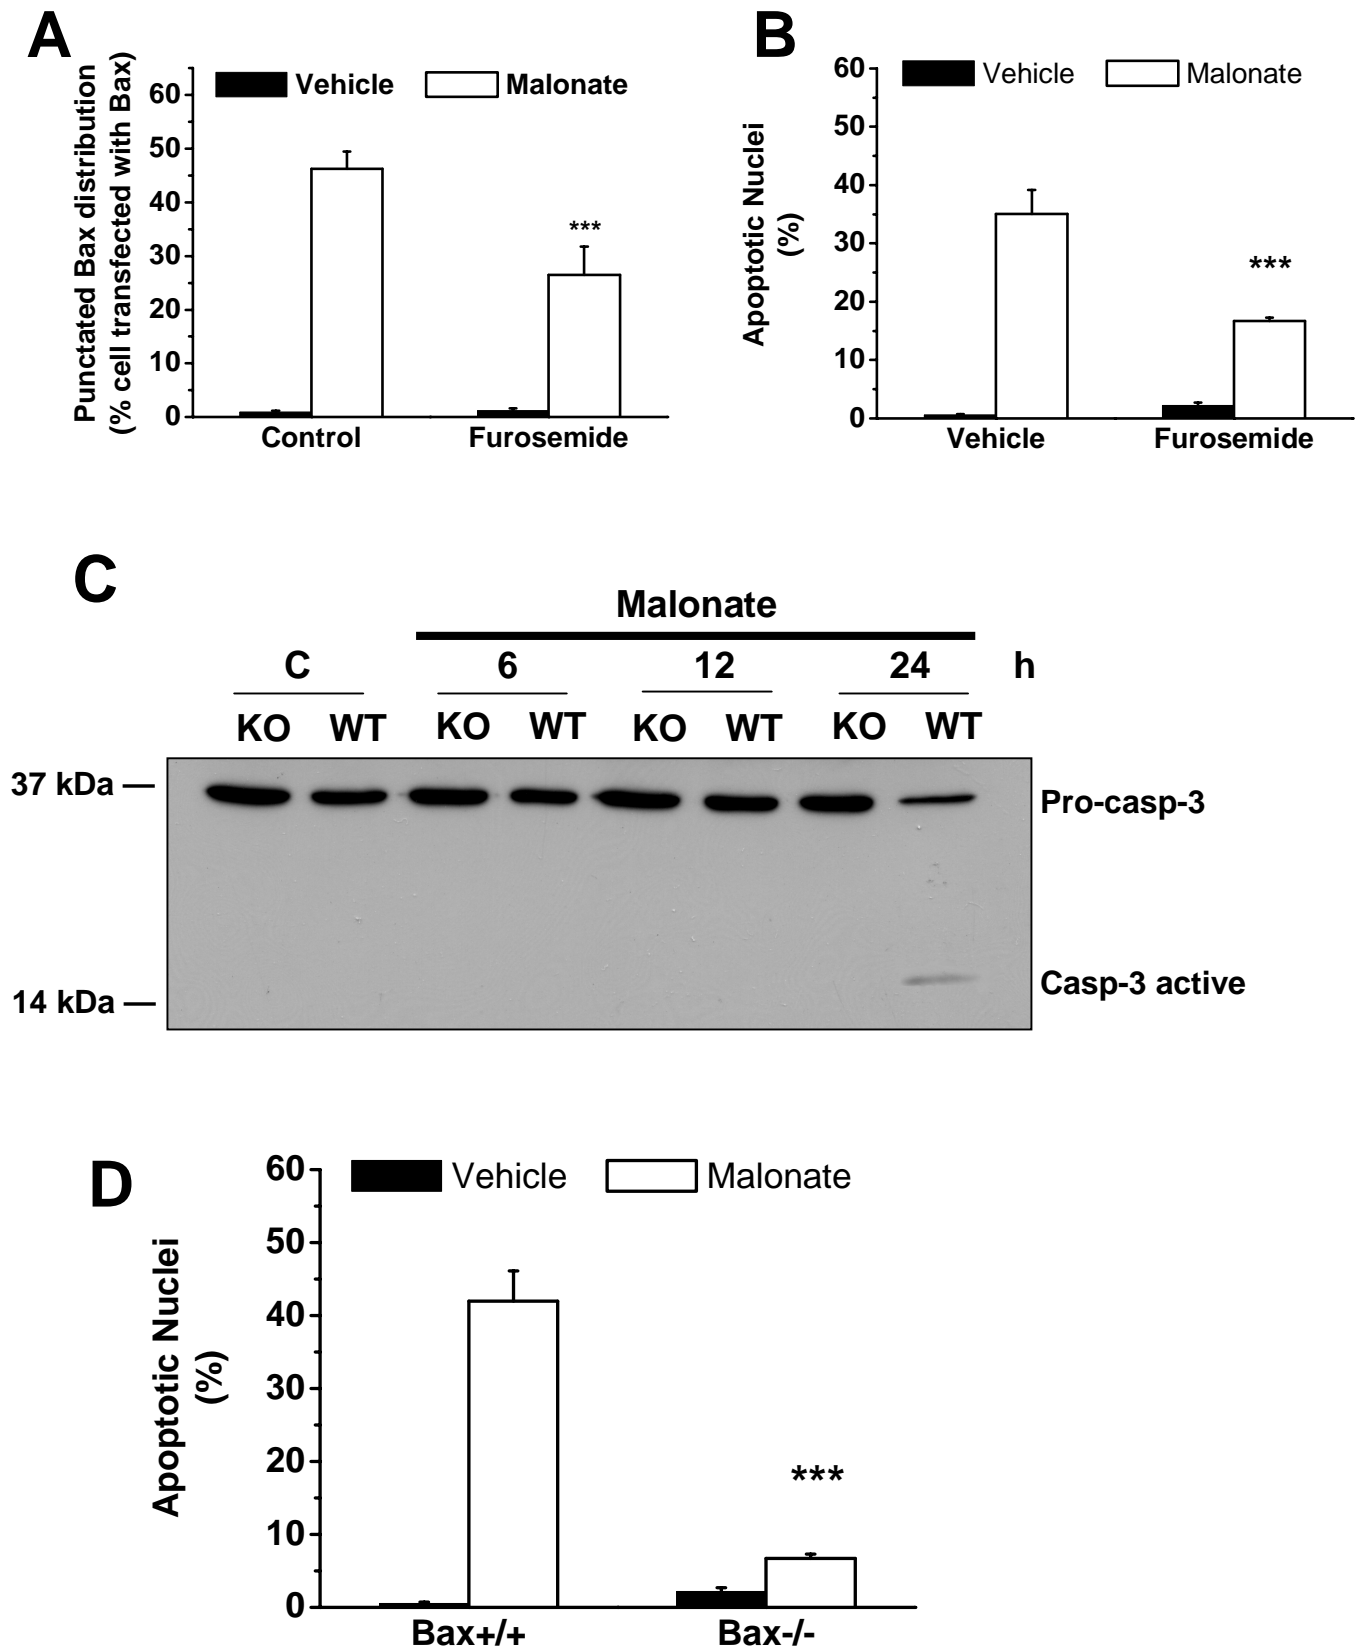 A
Punctated Bax distribution
(% cell transfected with Bax)
Vehicle Malonate
60
50
40
30
20
10
0
***
Control Furosemide
B
Apoptotic Nuclei
(%)
Vehicle Malonate
60
50
40
30
20
10
0
***
Vehicle Furosemide
C
Malonate
C 6 12 24 h
KO WT KO WT KO WT KO WT
37 kDa
Pro-casp-3
Casp-3 active
14 kDa
D
Apoptotic Nuclei
(%)
Vehicle Malonate
60
50
40
30
20
10
0
***
Bax+/+ Bax-/-